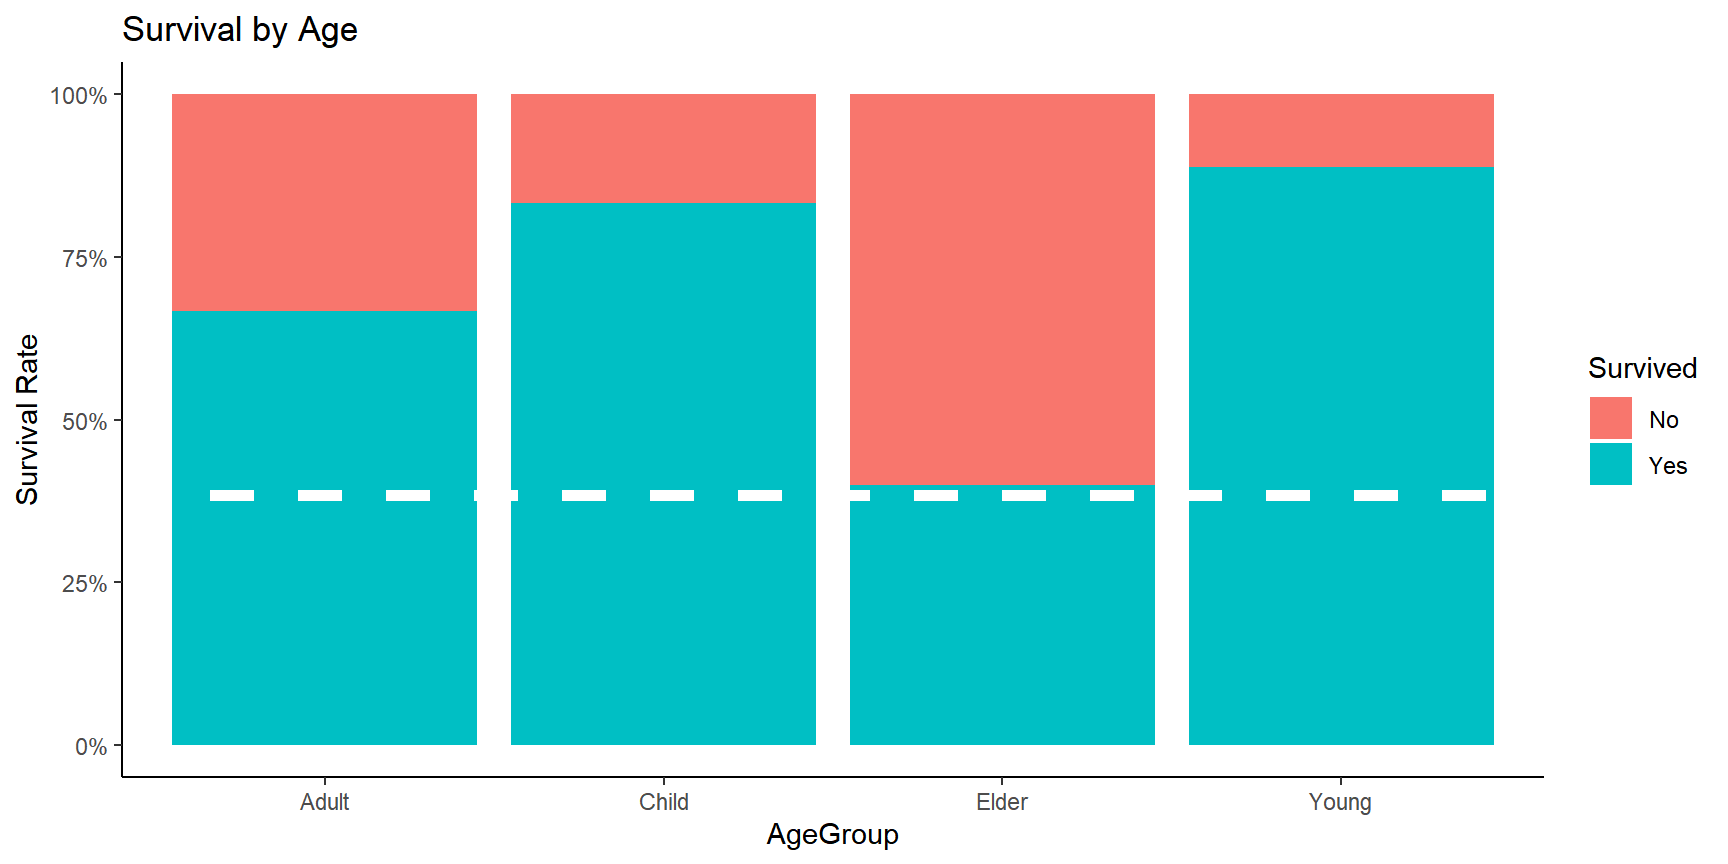 Survival by Age
Survival Rate
100%
75%
50%
25%
0%
Adult
Child
Elder
Young
AgeGroup
Survived
No
Yes